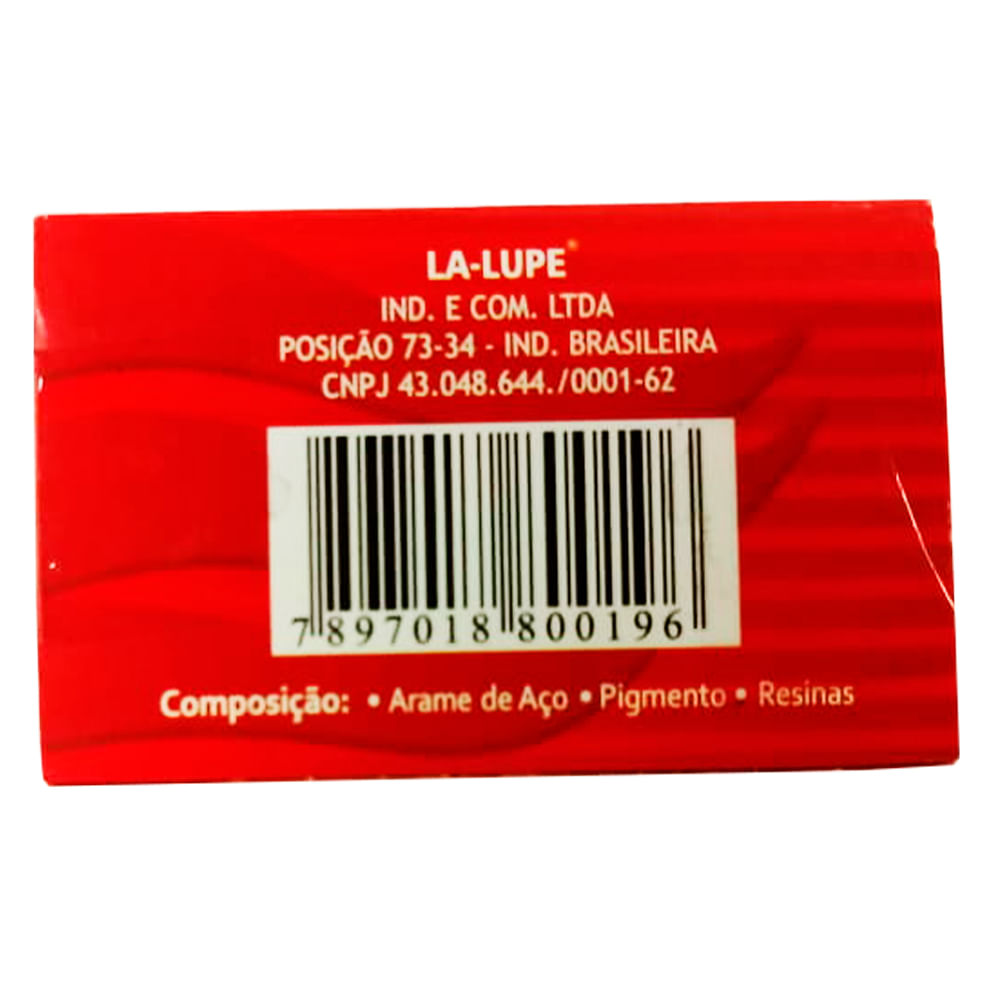 LA-LUPE®
IND. E COM. LTDA
POSIÇÃO 73-34 - IND. BRASILEIRA
CNPJ 43.048.644./0001-62
7 897018 800196
Composição: • Arame de Aço • Pigmento • Resinas